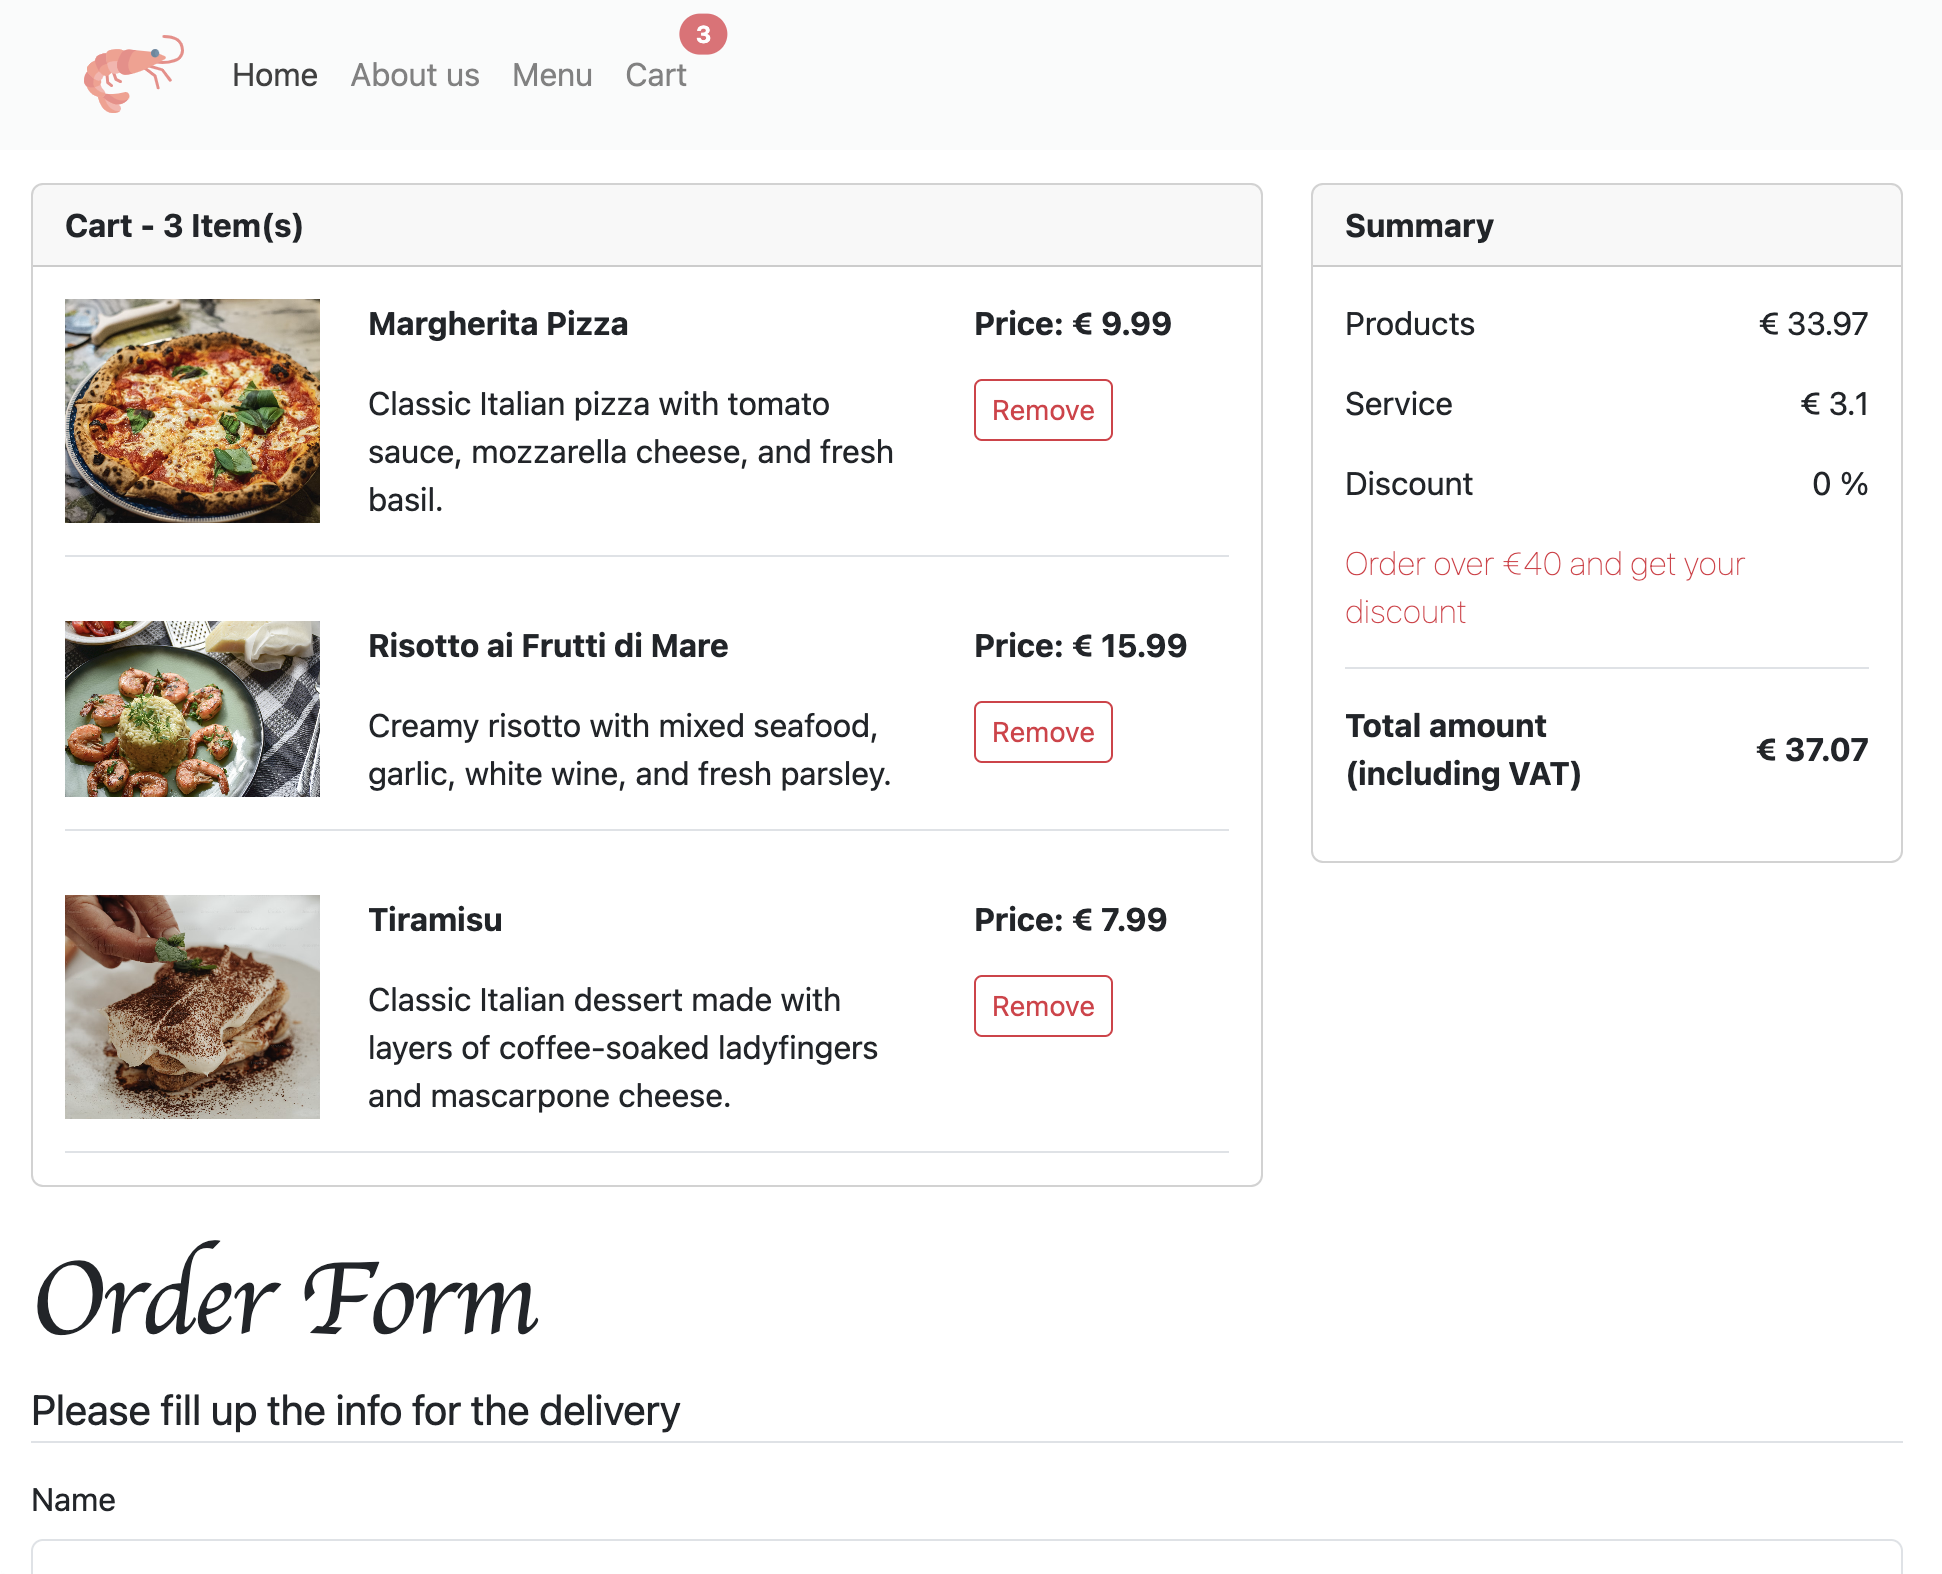 Home About us Menu Cart 3
Cart - 3 Item(s)
Margherita Pizza
Price: € 9.99
Classic Italian pizza with tomato
sauce, mozzarella cheese, and fresh
basil.
Remove
Risotto ai Frutti di Mare
Price: € 15.99
Creamy risotto with mixed seafood,
garlic, white wine, and fresh parsley.
Remove
Tiramisu
Price: € 7.99
Classic Italian dessert made with
layers of coffee-soaked ladyfingers
and mascarpone cheese.
Remove
Summary
Products € 33.97
Service € 3.1
Discount 0 %
Order over €40 and get your
discount
Total amount
(including VAT)
€ 37.07
Order Form
Please fill up the info for the delivery
Name